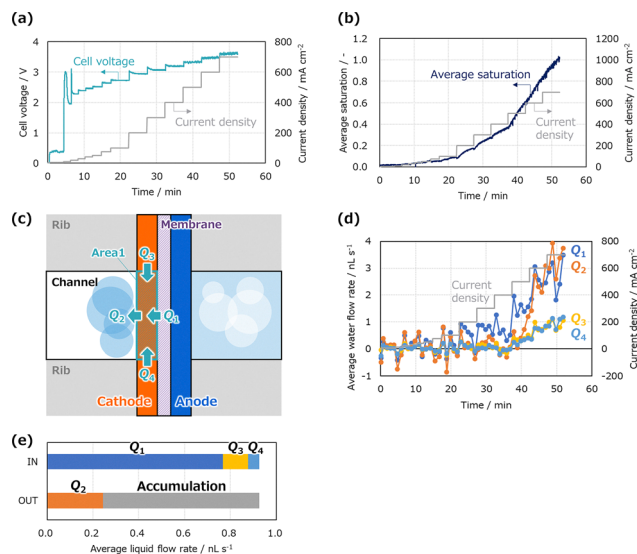 (a)
Cell voltage / V
4
3
2
1
0
Cell voltage
Current density
800
600
400
200
0
Current density / mA cm-2
0 10 20 30 40 50 60
Time / min
(b)
Average saturation / -
1.2
1.0
0.8
0.6
0.4
0.2
0.0
Average saturation
Current
density
1200
1000
800
600
400
200
0
Current density / mA cm-2
0 10 20 30 40 50 60
Time / min
(c)
Rib
Membrane
Area1
Q3
Channel
Q2
Q1
Q4
Rib
Cathode
Anode
(d)
Average water flow rate / nL s-1
4
3
2
1
0
-1
Current
density
Q1
Q2
Q3
Q4
800
600
400
200
0
-200
Current density / mA cm-2
0 10 20 30 40 50 60
Time / min
(e)
Q1
Q3
Q4
IN
Q2
Accumulation
OUT
0.0 0.2 0.4 0.6 0.8 1.0
Average liquid flow rate / nL s-1